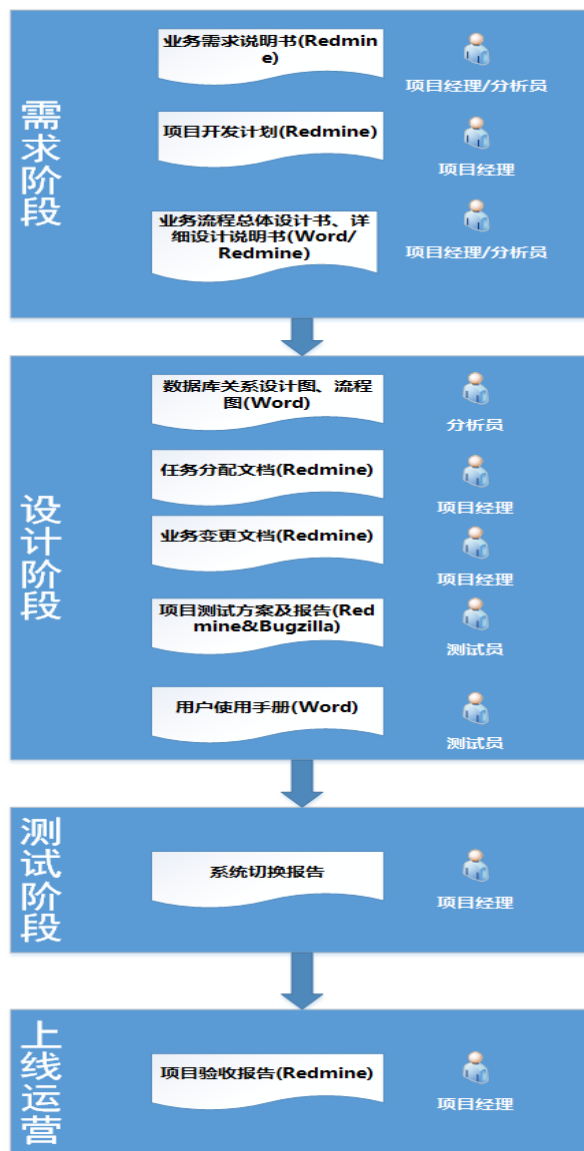 需求阶段
业务需求说明书(Redmin
e)
项目经理/分析员
项目开发计划(Redmine)
项目经理
业务流程总体设计书、详
细设计说明书(Word/
Redmine)
项目经理/分析员
设计阶段
数据库关系设计图、流程
图(Word)
分析员
任务分配文档(Redmine)
项目经理
业务变更文档(Redmine)
项目经理
项目测试方案及报告(Red
mine&Bugzilla)
测试员
用户使用手册(Word)
测试员
测试阶段
系统切换报告
项目经理
上线运营
项目验收报告(Redmine)
项目经理